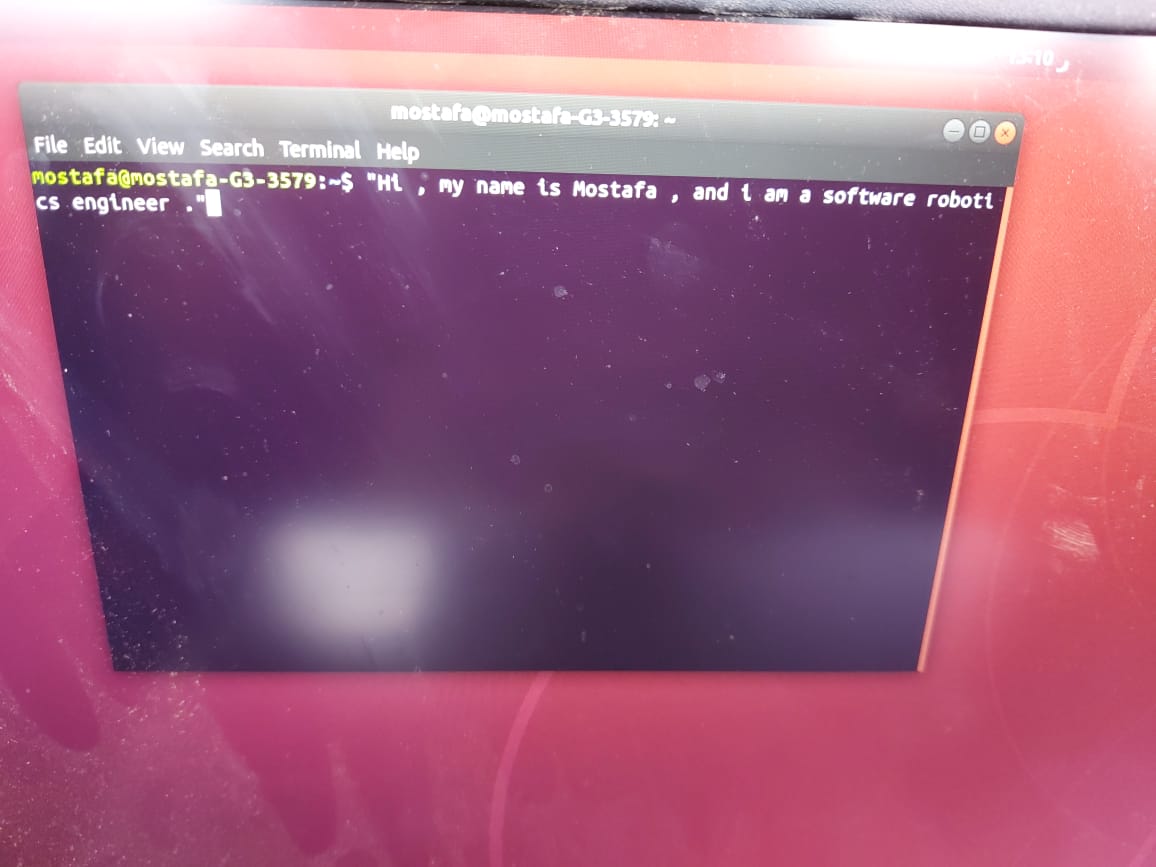 mostafa@mostafa-G3-3579: ~
File Edit View Search Terminal Help
mostafa@mostafa-G3-3579:~$ "Hi , my name is Mostafa , and i am a software roboti
cs engineer ."